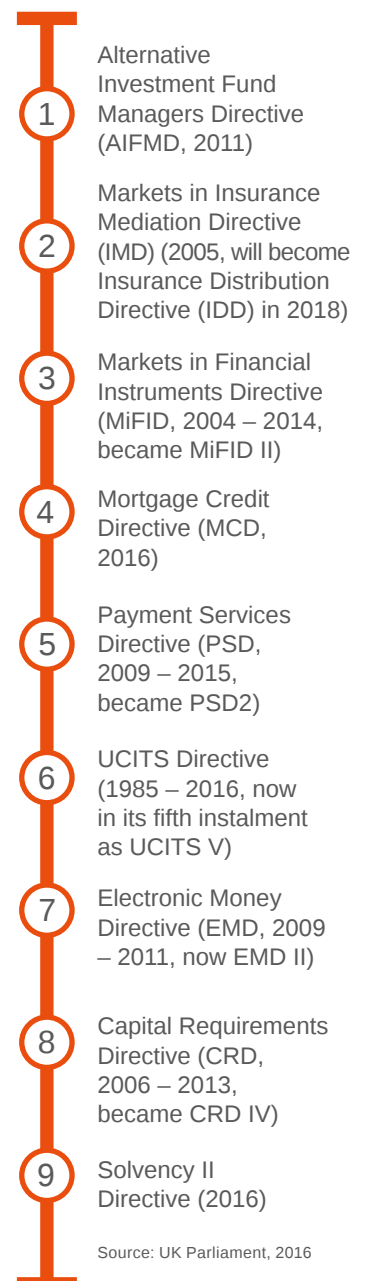 1
Alternative
Investment Fund
Managers Directive
(AIFMD, 2011)
2
Markets in Insurance
Mediation Directive
(IMD) (2005, will become
Insurance Distribution
Directive (IDD) in 2018)
3
Markets in Financial
Instruments Directive
(MiFID, 2004 – 2014,
became MiFID II)
4
Mortgage Credit
Directive (MCD,
2016)
5
Payment Services
Directive (PSD,
2009 – 2015,
became PSD2)
6
UCITS Directive
(1985 – 2016, now
in its fifth instalment
as UCITS V)
7
Electronic Money
Directive (EMD, 2009
– 2011, now EMD II)
8
Capital Requirements
Directive (CRD,
2006 – 2013,
became CRD IV)
9
Solvency II
Directive (2016)
Source: UK Parliament, 2016